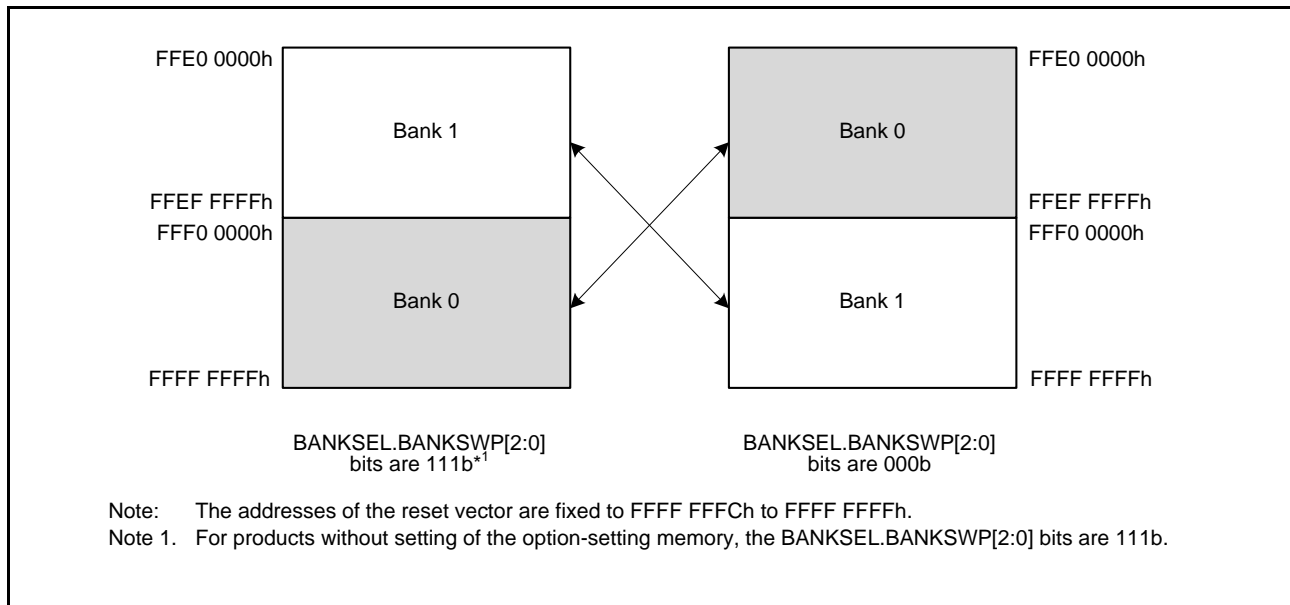 FFE0 0000h
Bank 1
FFEF FFFFh
FFF0 0000h
Bank 0
FFFF FFFFh
BANKSEL.BANKSWP[2:0]
bits are 111b*1
FFE0 0000h
Bank 0
FFEF FFFFh
FFF0 0000h
Bank 1
FFFF FFFFh
BANKSEL.BANKSWP[2:0]
bits are 000b
Note: The addresses of the reset vector are fixed to FFFF FFFCh to FFFF FFFFh.
Note 1. For products without setting of the option-setting memory, the BANKSEL.BANKSWP[2:0] bits are 111b.